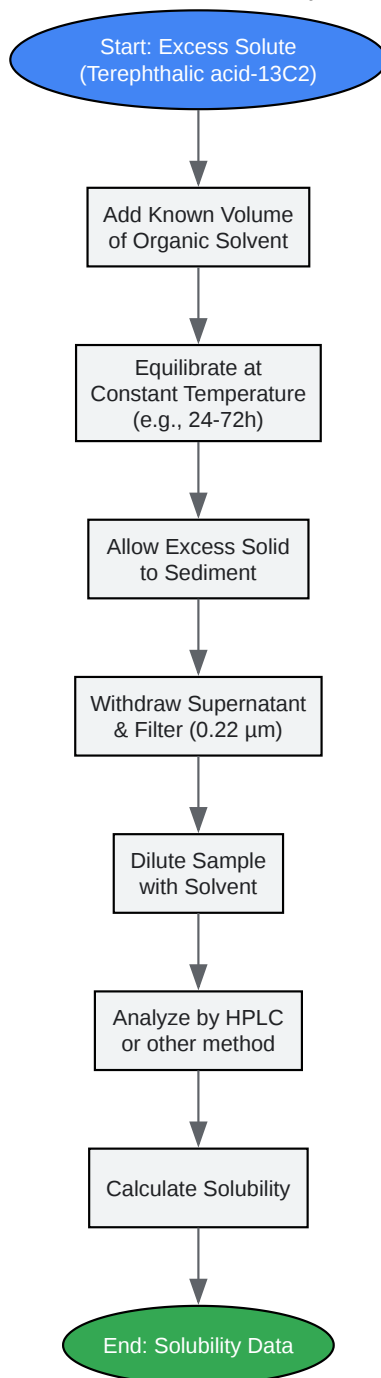 Start: Excess Solute
(Terephthalic acid-13C2)
Add Known Volume
of Organic Solvent
Equilibrate at
Constant Temperature
(e.g., 24-72h)
Allow Excess Solid
to Sediment
Withdraw Supernatant
& Filter (0.22 µm)
Dilute Sample
with Solvent
Analyze by HPLC
or other method
Calculate Solubility
End: Solubility Data